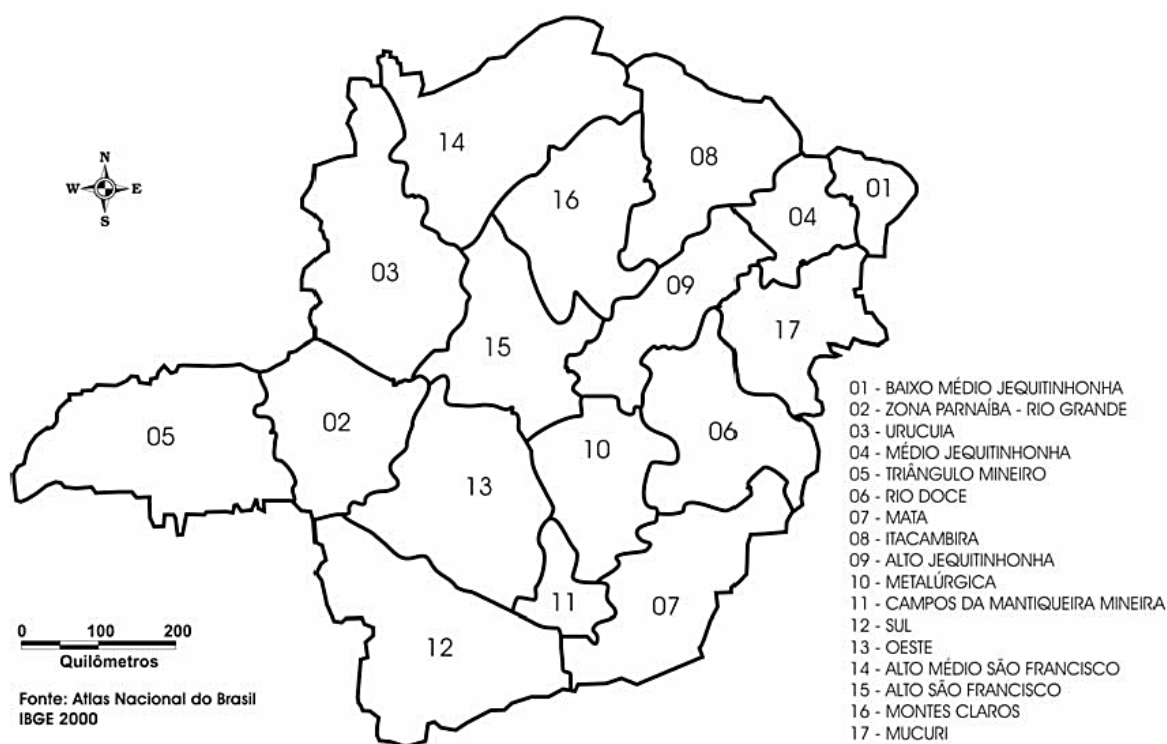 N
W E
S
14
08
16
01
04
03
09
17
15
05
02
06
10
13
11
07
12
01 - BAIXO MÉDIO JEQUITINHONHA
02 - ZONA PARNAÍBA - RIO GRANDE
03 - URUCUIA
04 - MÉDIO JEQUITINHONHA
05 - TRIÂNGULO MINEIRO
06 - RIO DOCE
07 - MATA
08 - ITACAMBIRA
09 - ALTO JEQUITINHONHA
10 - METALÚRGICA
11 - CAMPOS DA MANTIQUEIRA MINEIRA
12 - SUL
13 - OESTE
14 - ALTO MÉDIO SÃO FRANCISCO
15 - ALTO SÃO FRANCISCO
16 - MONTES CLAROS
17 - MUCURI
0 100 200
Quilômetros
Fonte: Atlas Nacional do Brasil
IBGE 2000